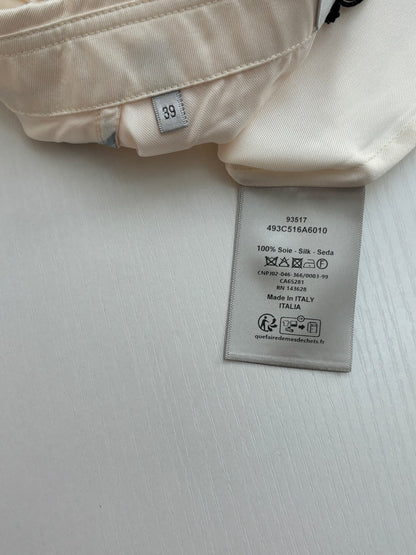 39
93517
493C516A6010
100% Soie - Silk - Seda
CNPJ02-046-366/0003-99
CA65281
RN 143628
Made In ITALY
ITALIA
quefairedemesdechets.fr